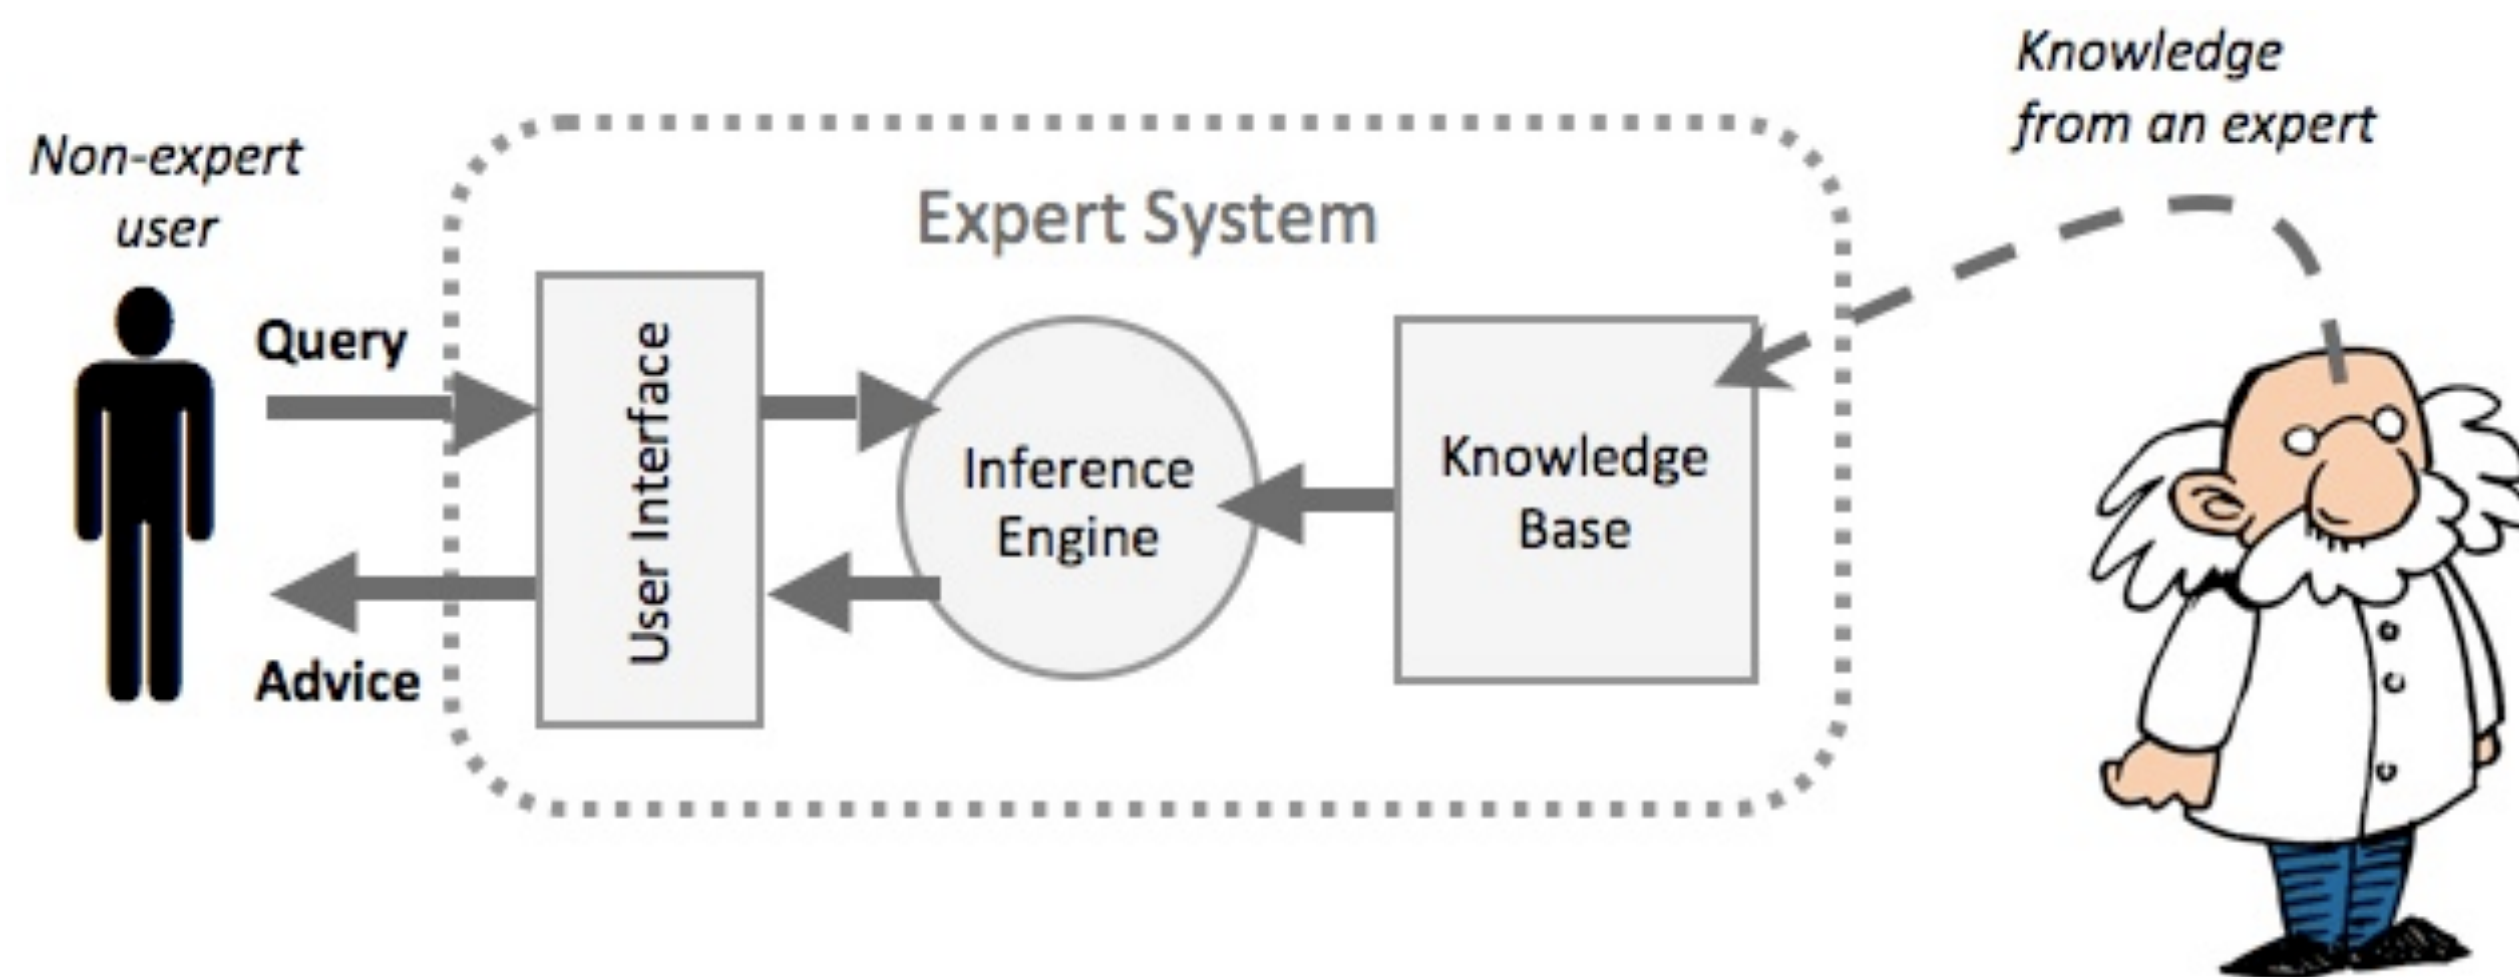 Non-expert
user
Query
Advice
Expert System
User Interface
Inference
Engine
Knowledge
Base
Knowledge
from an expert